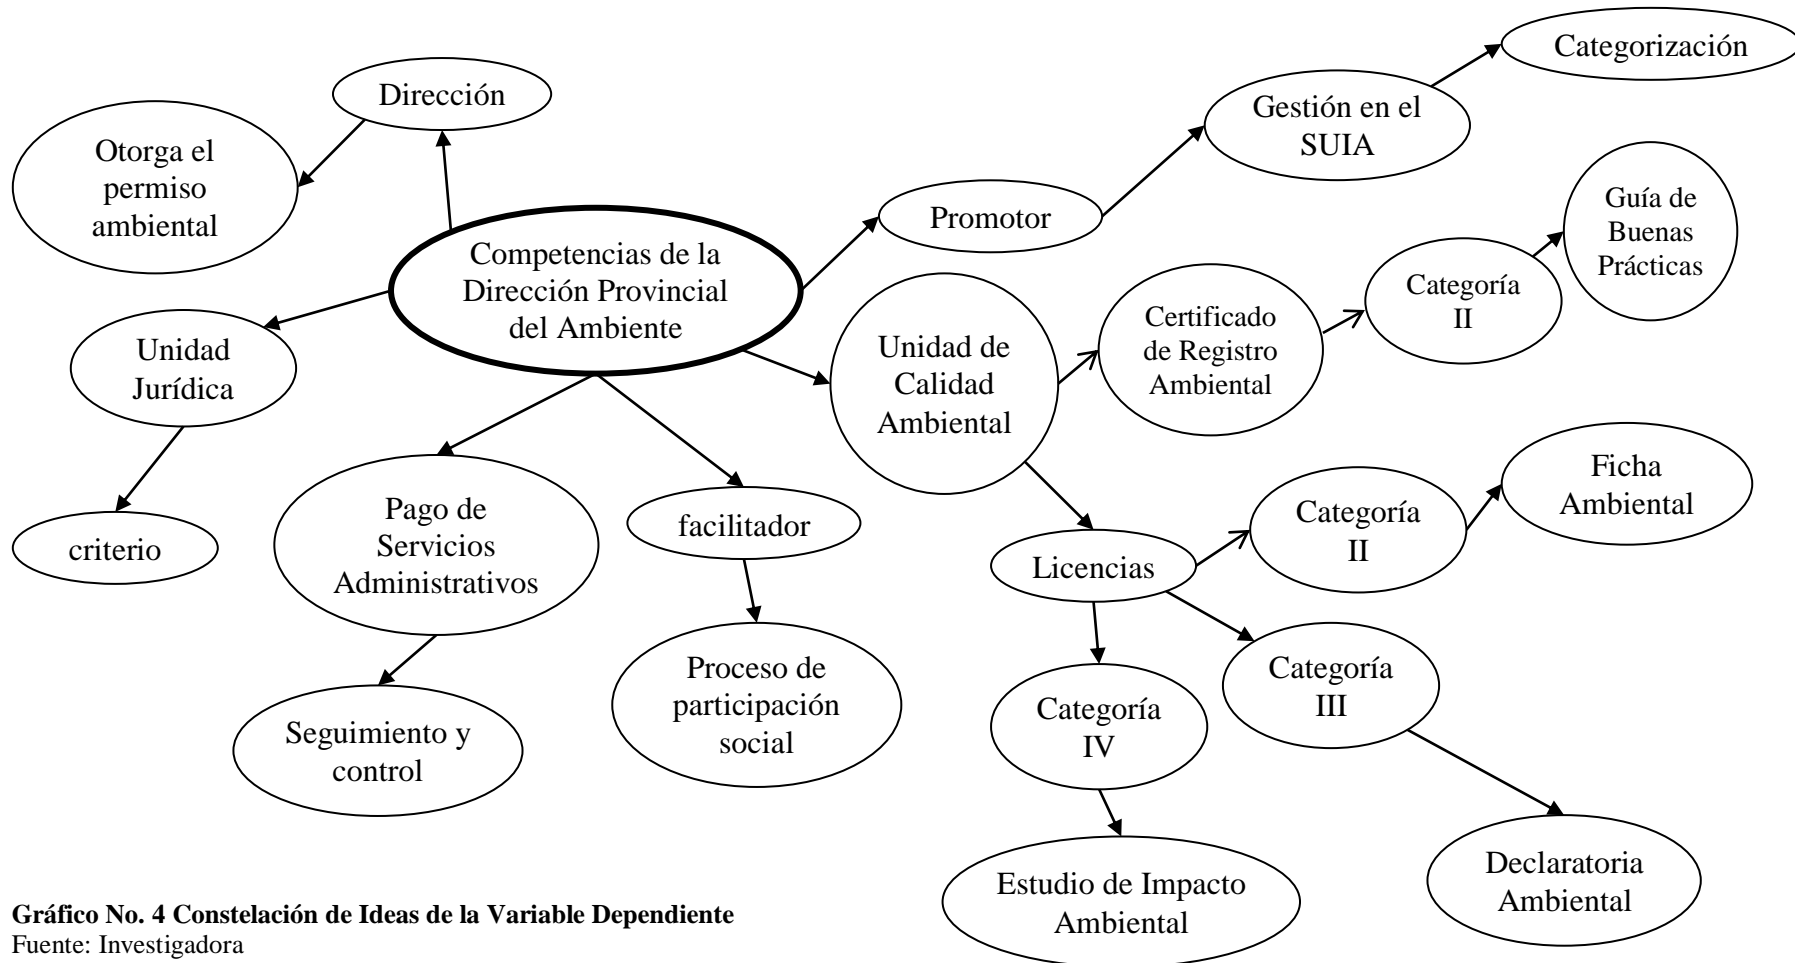 Categorización
Dirección
Gestión en el
SUIA
Otorga el
permiso
ambiental
Promotor
Guía de
Buenas
Prácticas
Competencias de la
Dirección Provincial
del Ambiente
Categoría
II
Certificado
de Registro
Ambiental
Unidad
Jurídica
Unidad de
Calidad
Ambiental
Ficha
Ambiental
Pago de
Servicios
Administrativos
facilitador
Categoría
II
criterio
Licencias
Proceso de
participación
social
Categoría
III
Categoría
IV
Seguimiento y
control
Declaratoria
Ambiental
Estudio de Impacto
Ambiental
Gráfico No. 4 Constelación de Ideas de la Variable Dependiente
Fuente: Investigadora